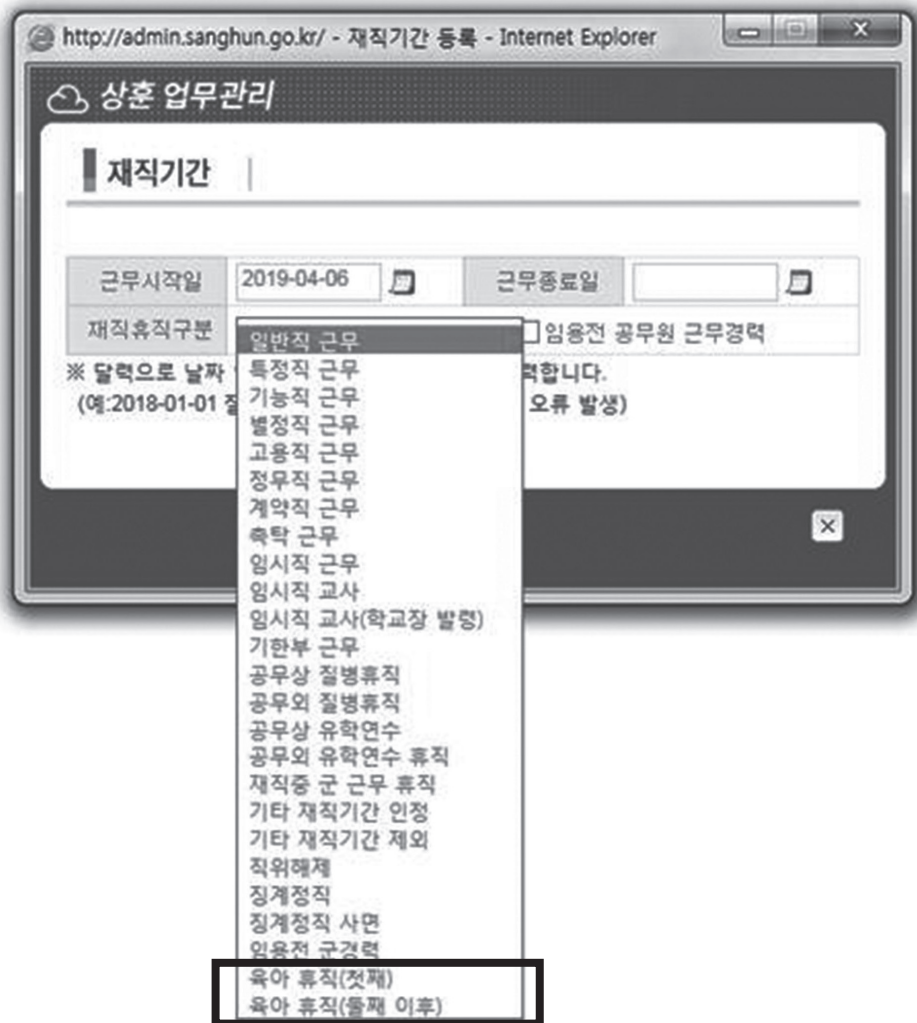 http://admin.sanghun.go.kr/ - 재직기간 등록 - Internet Explorer
상훈 업무관리
재직기간
근무시작일 2019-04-06 근무종료일
재직휴직구분 임용전 공무원 근무경력
※ 달력으로 날짜 력합니다.
(예:2018-01-01 오류 발생)
일반직 근무
특정직 근무
기능직 근무
별정직 근무
고용직 근무
정무직 근무
계약직 근무
촉탁 근무
임시직 근무
임시직 교사
임시직 교사(학교장 발령)
기한부 근무
공무상 질병휴직
공무외 질병휴직
공무상 유학연수
공무외 유학연수 휴직
재직중 군 근무 휴직
기타 재직기간 인정
기타 재직기간 제외
직위해제
징계정직
징계정직 사면
임용전 군경력
육아 휴직(첫째)
육아 휴직(둘째 이후)